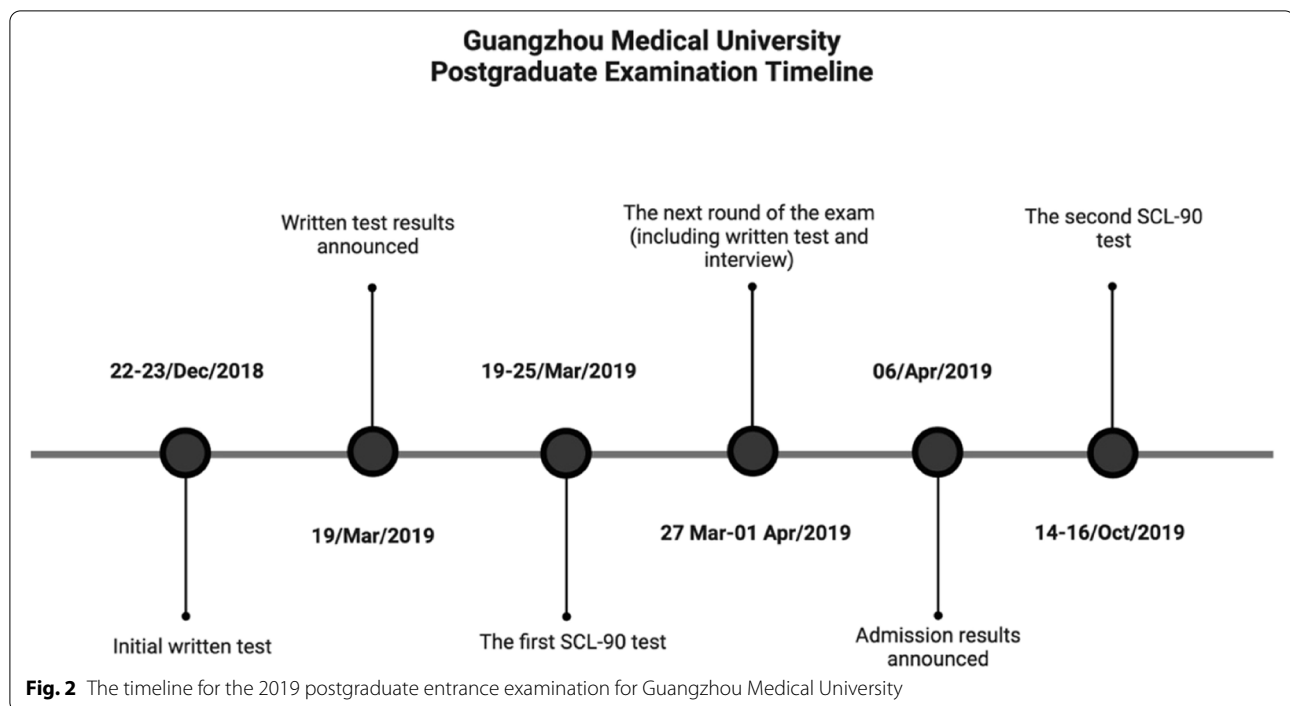 Guangzhou Medical University
Postgraduate Examination Timeline
Written test results
announced
The next round of the exam
(including written test and
interview)
The second SCL-90
test
22-23/Dec/2018
19-25/Mar/2019
06/Apr/2019
19/Mar/2019
27 Mar-01 Apr/2019
14-16/Oct/2019
Initial written test
The first SCL-90 test
Admission results
announced
Fig. 2 The timeline for the 2019 postgraduate entrance examination for Guangzhou Medical University